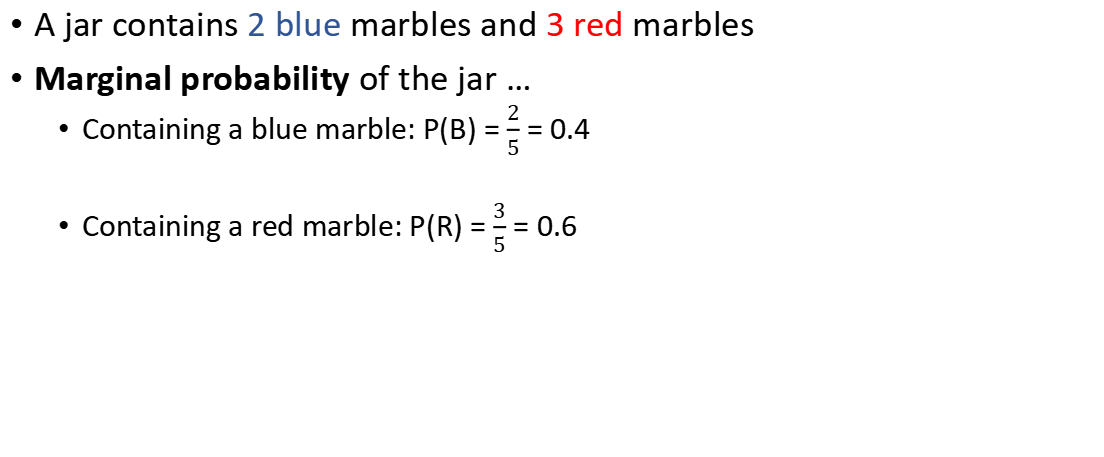 • A jar contains 2 blue marbles and 3 red marbles
• Marginal probability of the jar …
• Containing a blue marble: P(B) = 2/5 = 0.4
• Containing a red marble: P(R) = 3/5 = 0.6